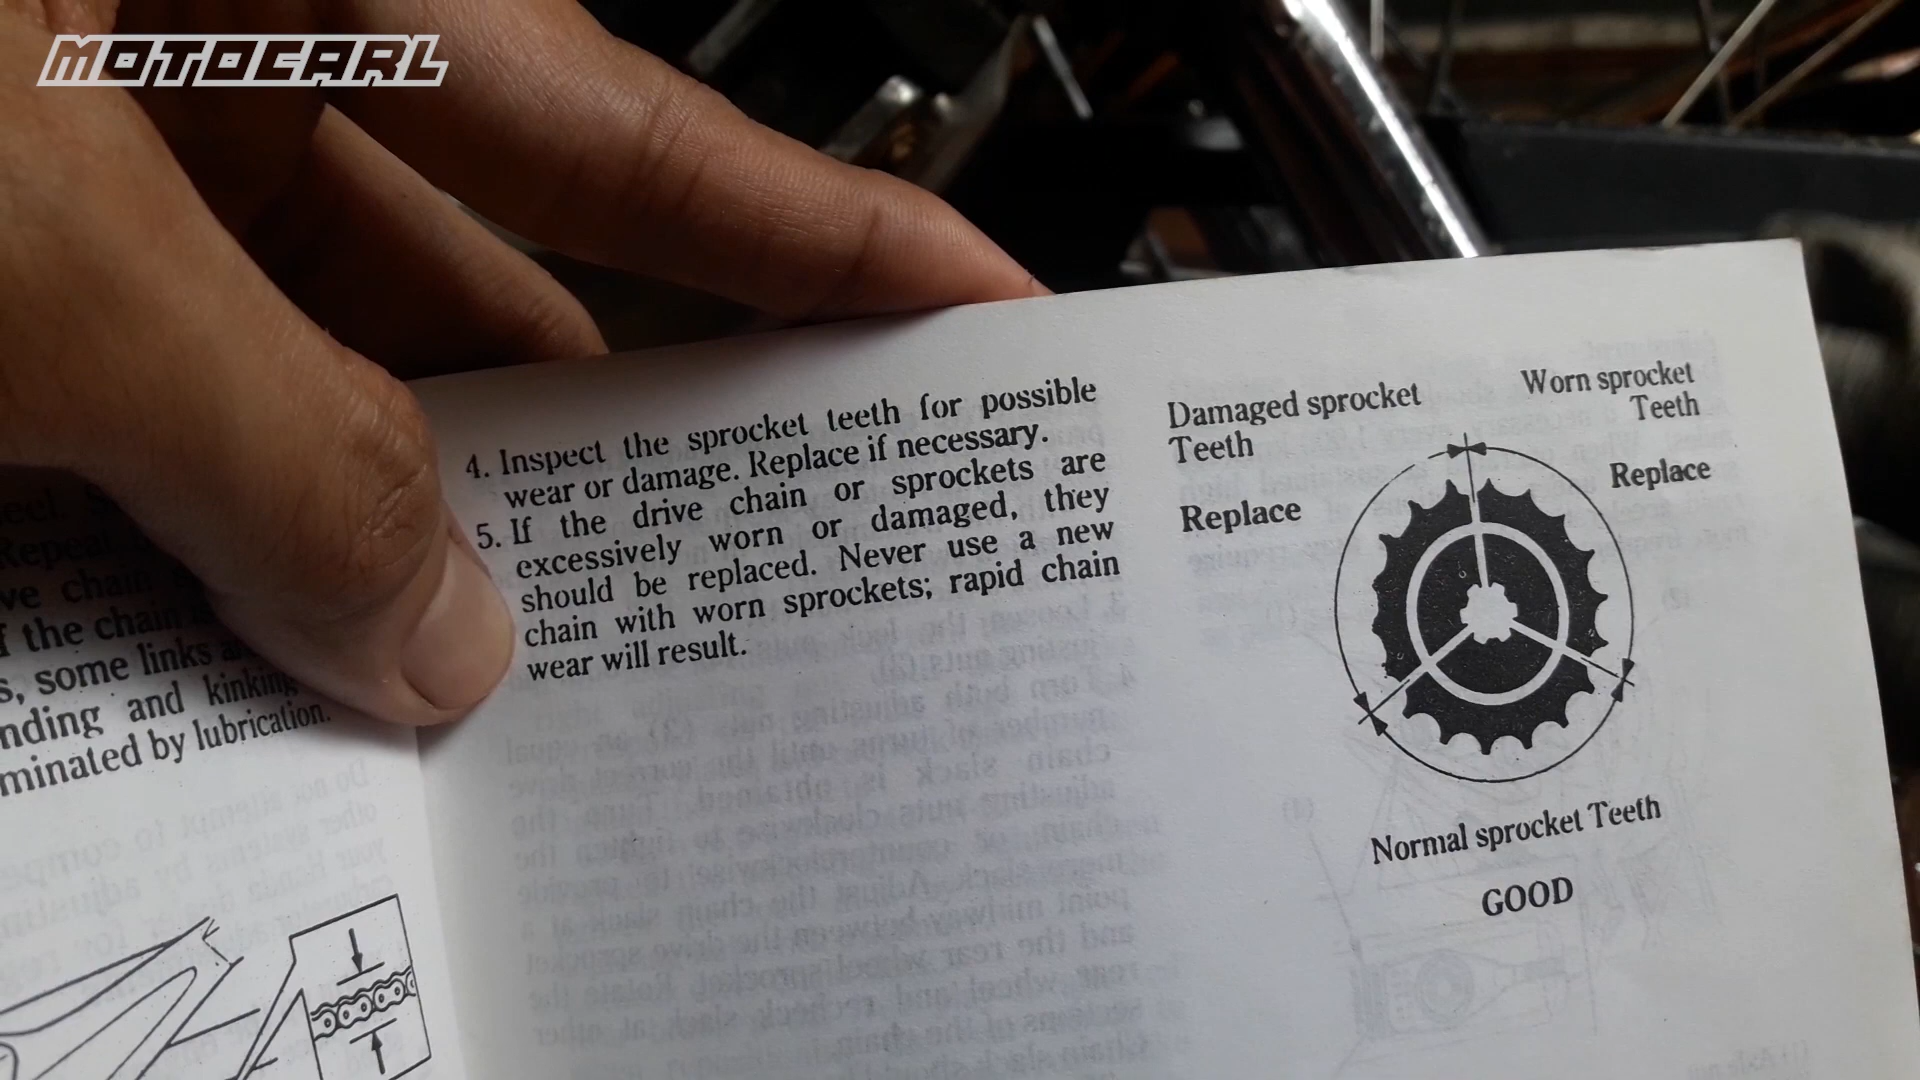 MOTOCARL
the chain
s, some links
nding and kinking
minated by lubrication.
4. Inspect the sprocket teeth for possible
wear or damage. Replace if necessary.
5. If the drive chain or sprockets are
excessively worn or damaged, they
should be replaced. Never use a new
chain with worn sprockets; rapid chain
wear will result.
Damaged sprocket
Teeth
Replace
Worn sprocket
Teeth
Replace
Normal sprocket Teeth
GOOD